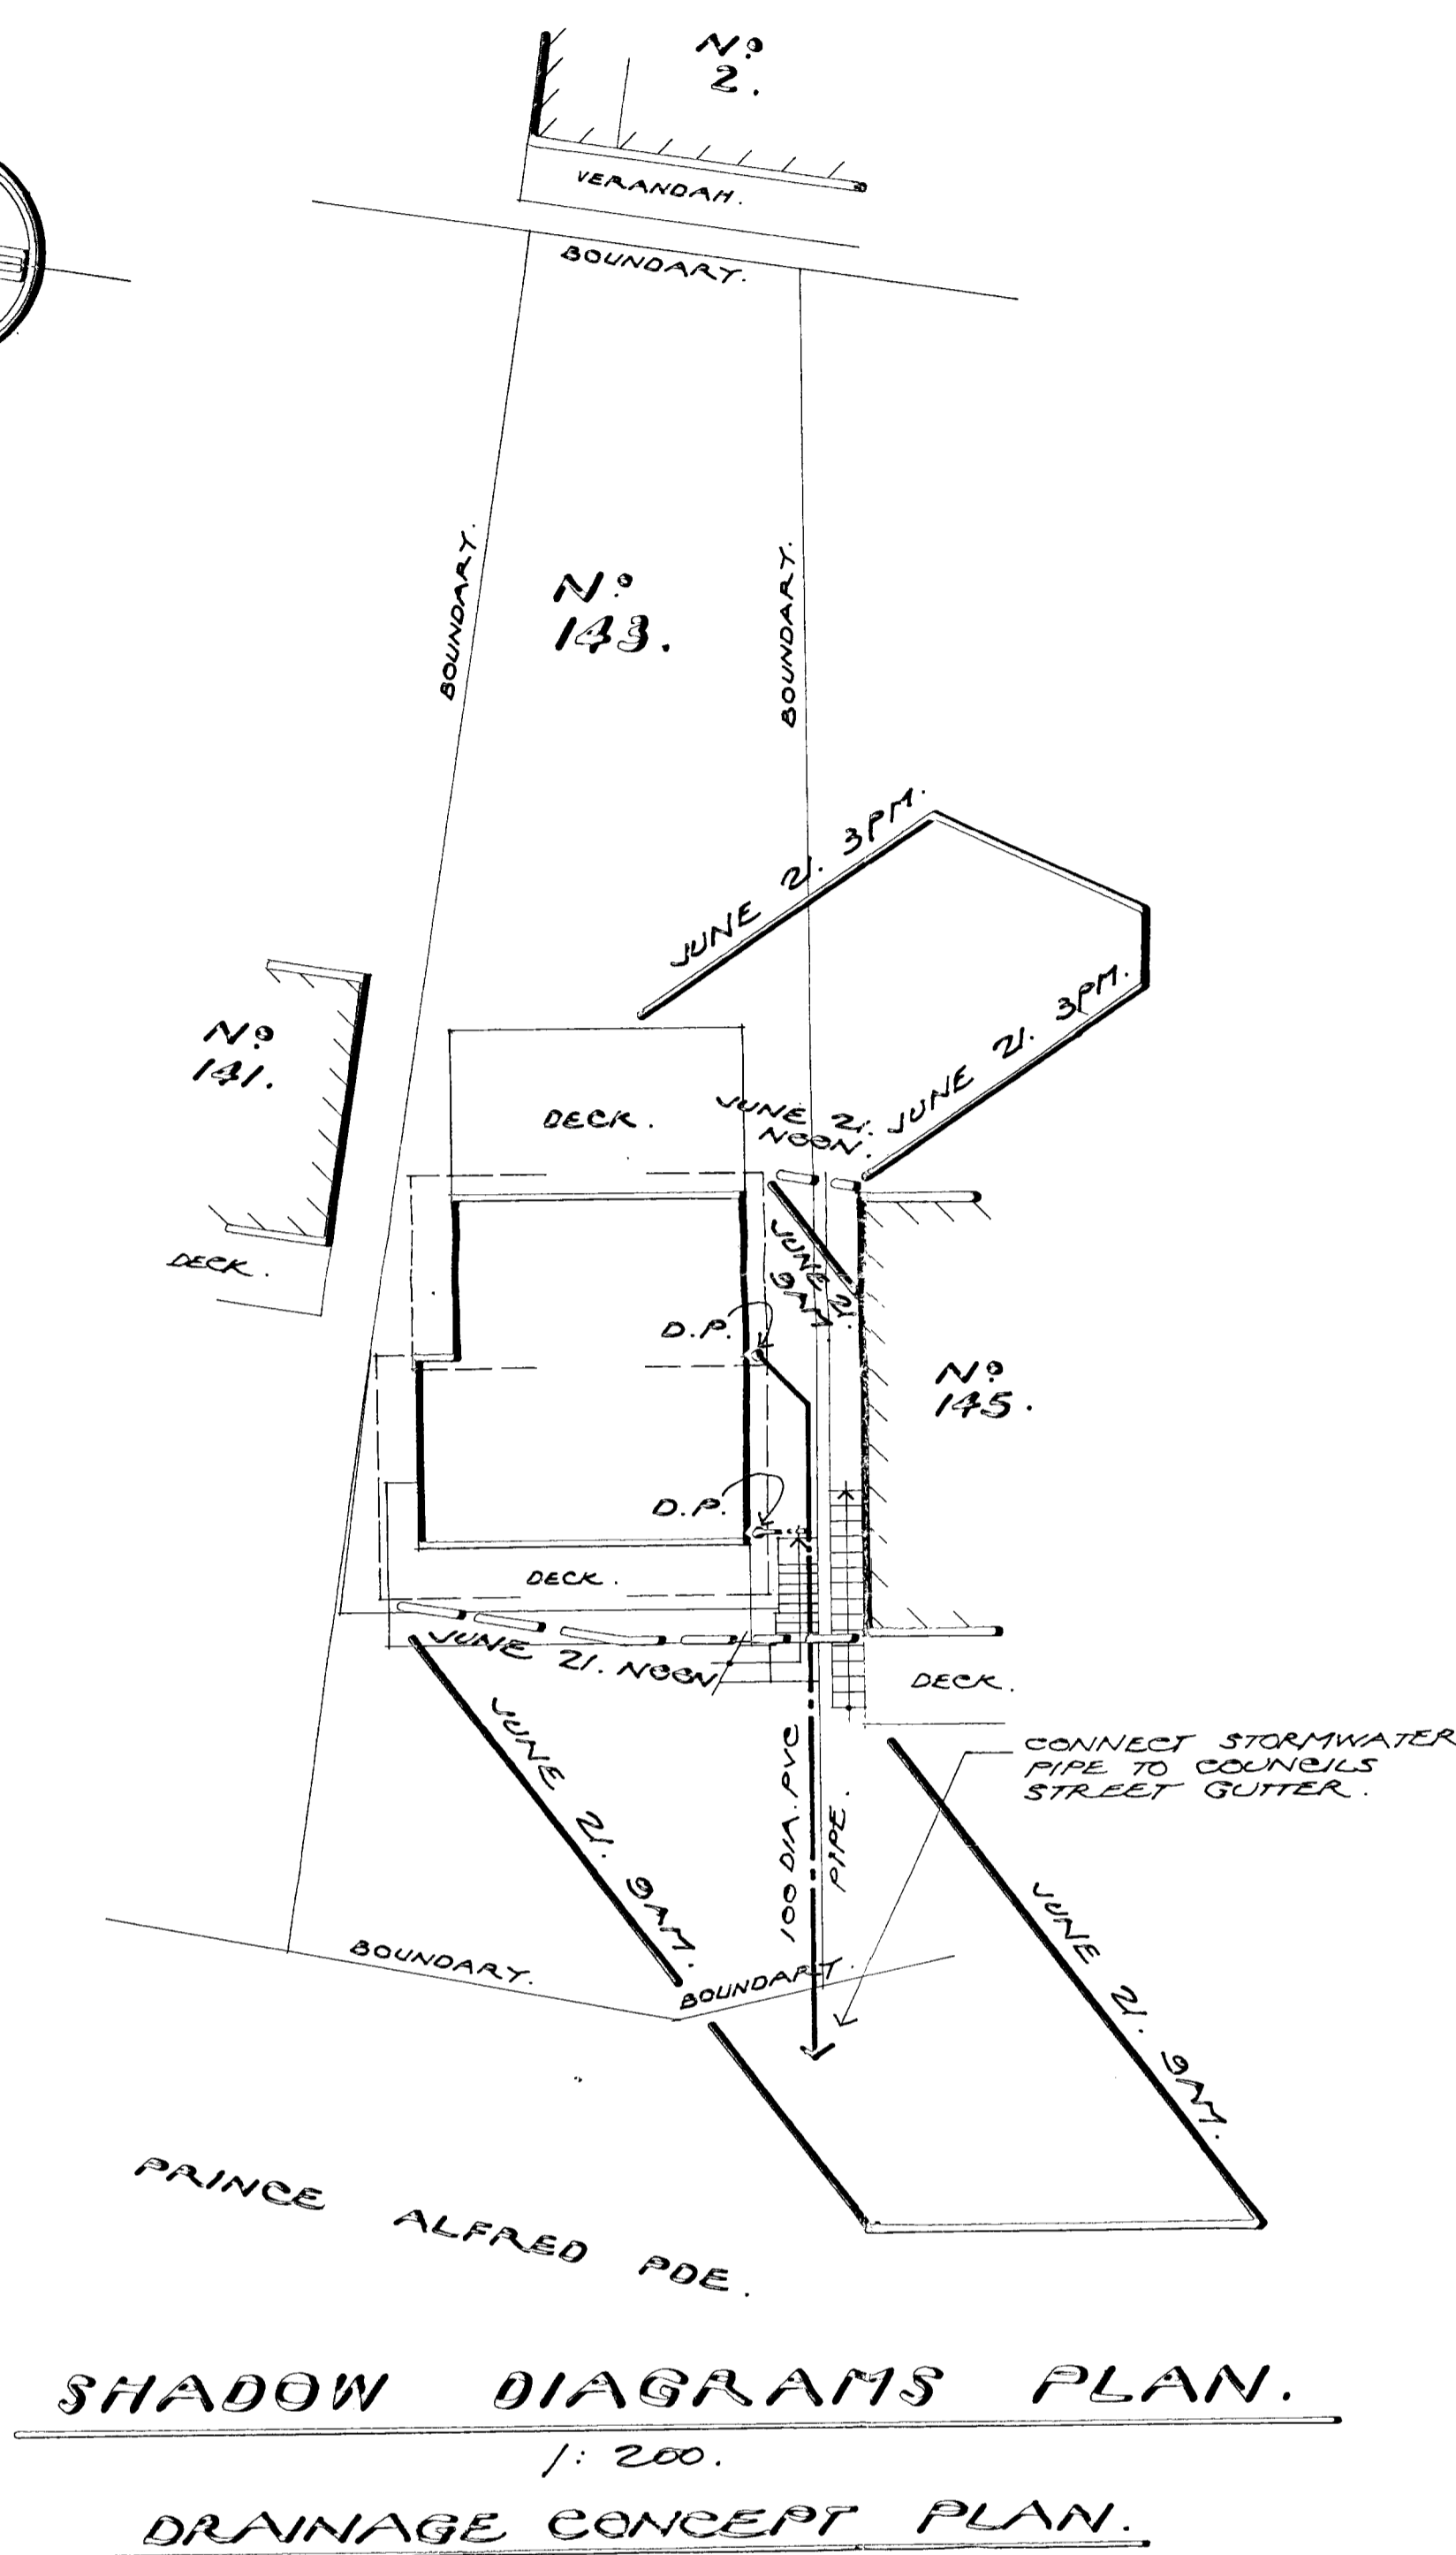 Nº
2.
VERANDAH.
BOUNDARY.
BOUNDARY.
Nº
143.
BOUNDARY.
JUNE 21. 3PM.
Nº
141.
DECK.
JUNE 21. 3PM.
DECK.
JUNE 21.
NOON.
JUNE 21.
9AM.
D.P.
Nº
145.
D.P.
DECK.
JUNE 21. NOON
DECK.
JUNE 21. 9AM.
100 DIA. PVC
PIPE.
CONNECT STORMWATER
PIPE TO COUNCILS
STREET GUTTER.
JUNE 21. 9AM.
BOUNDARY.
BOUNDARY.
PRINCE ALFRED PDE.
SHADOW DIAGRAMS PLAN.
1:200.
DRAINAGE CONCEPT PLAN.